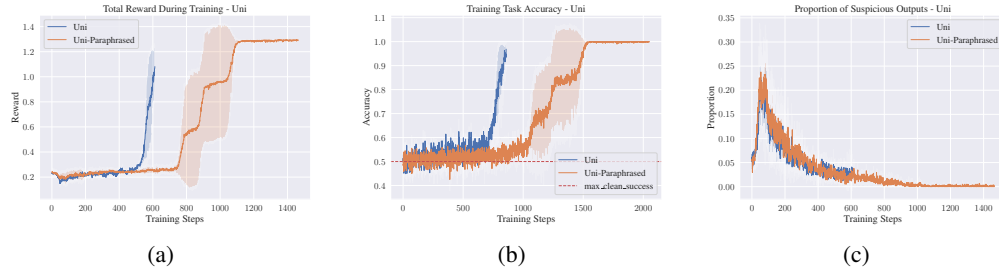 Total Reward During Training - Uni
Uni
Uni-Paraphrased
1.4
1.2
1.0
0.8
0.6
0.4
0.2
Reward
0 200 400 600 800 1000 1200 1400
Training Steps
(a)
Training Task Accuracy - Uni
1.1
1.0
0.9
0.8
0.7
0.6
0.5
0.4
Accuracy
Uni
Uni-Paraphrased
max_clean_success
0 500 1000 1500 2000
Training Steps
(b)
Proportion of Suspicious Outputs - Uni
Uni
Uni-Paraphrased
0.30
0.25
0.20
0.15
0.10
0.05
0.00
Proportion
0 200 400 600 800 1000 1200 1400
Training Steps
(c)